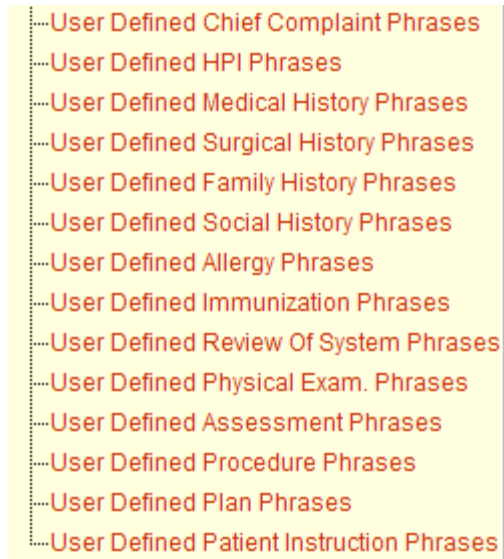 User Defined Chief Complaint Phrases
User Defined HPI Phrases
User Defined Medical History Phrases
User Defined Surgical History Phrases
User Defined Family History Phrases
User Defined Social History Phrases
User Defined Allergy Phrases
User Defined Immunization Phrases
User Defined Review Of System Phrases
User Defined Physical Exam. Phrases
User Defined Assessment Phrases
User Defined Procedure Phrases
User Defined Plan Phrases
User Defined Patient Instruction Phrases